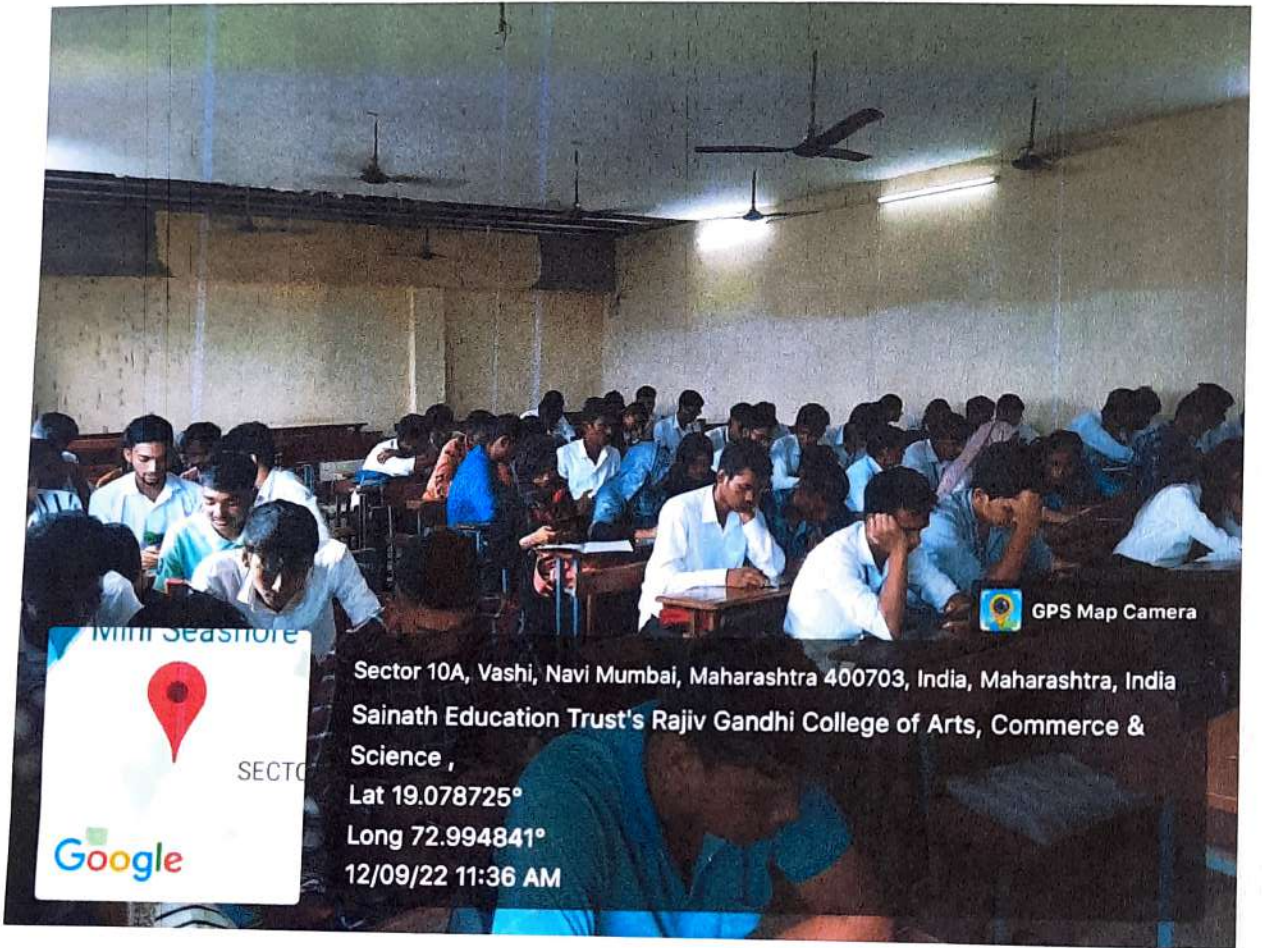 GPS Map Camera
Mini Seashore
SECTO
Google
Sector 10A, Vashi, Navi Mumbai, Maharashtra 400703, India, Maharashtra, India
Sainath Education Trust's Rajiv Gandhi College of Arts, Commerce &
Science ,
Lat 19.078725°
Long 72.994841°
12/09/22 11:36 AM